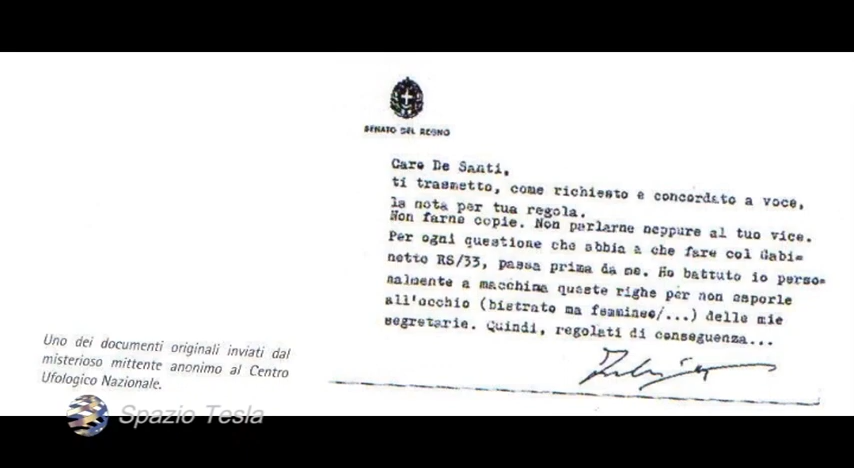 SENATO DEL REGNO
Caro De Santi,
ti trasmetto, come richiesto e concordato a voce,
la nota per tua regola.
Non farne copie. Non parlarne neppure al tuo vice.
Per ogni questione che abbia a che fare col Gabi=
netto RS/33, passa prima da me. Ho battuto io perso=
nalmente a macchina queste righe per non esporle
all'occhio (bistrato ma femmineo/...) delle mie
segretarie. Quindi, regolati di conseguenza...
Uno dei documenti originali inviati dal
misterioso mittente anonimo al Centro
Ufologico Nazionale.
Spazio Tesla